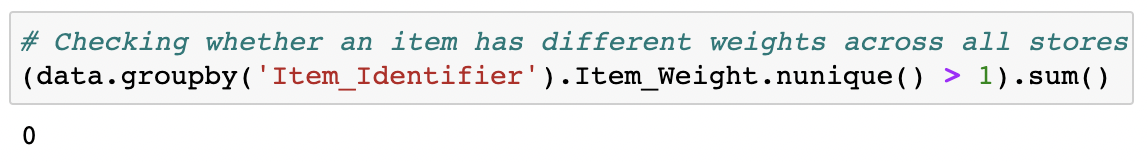 # Checking whether an item has different weights across all stores
(data.groupby('Item_Identifier').Item_Weight.nunique() > 1).sum()
0